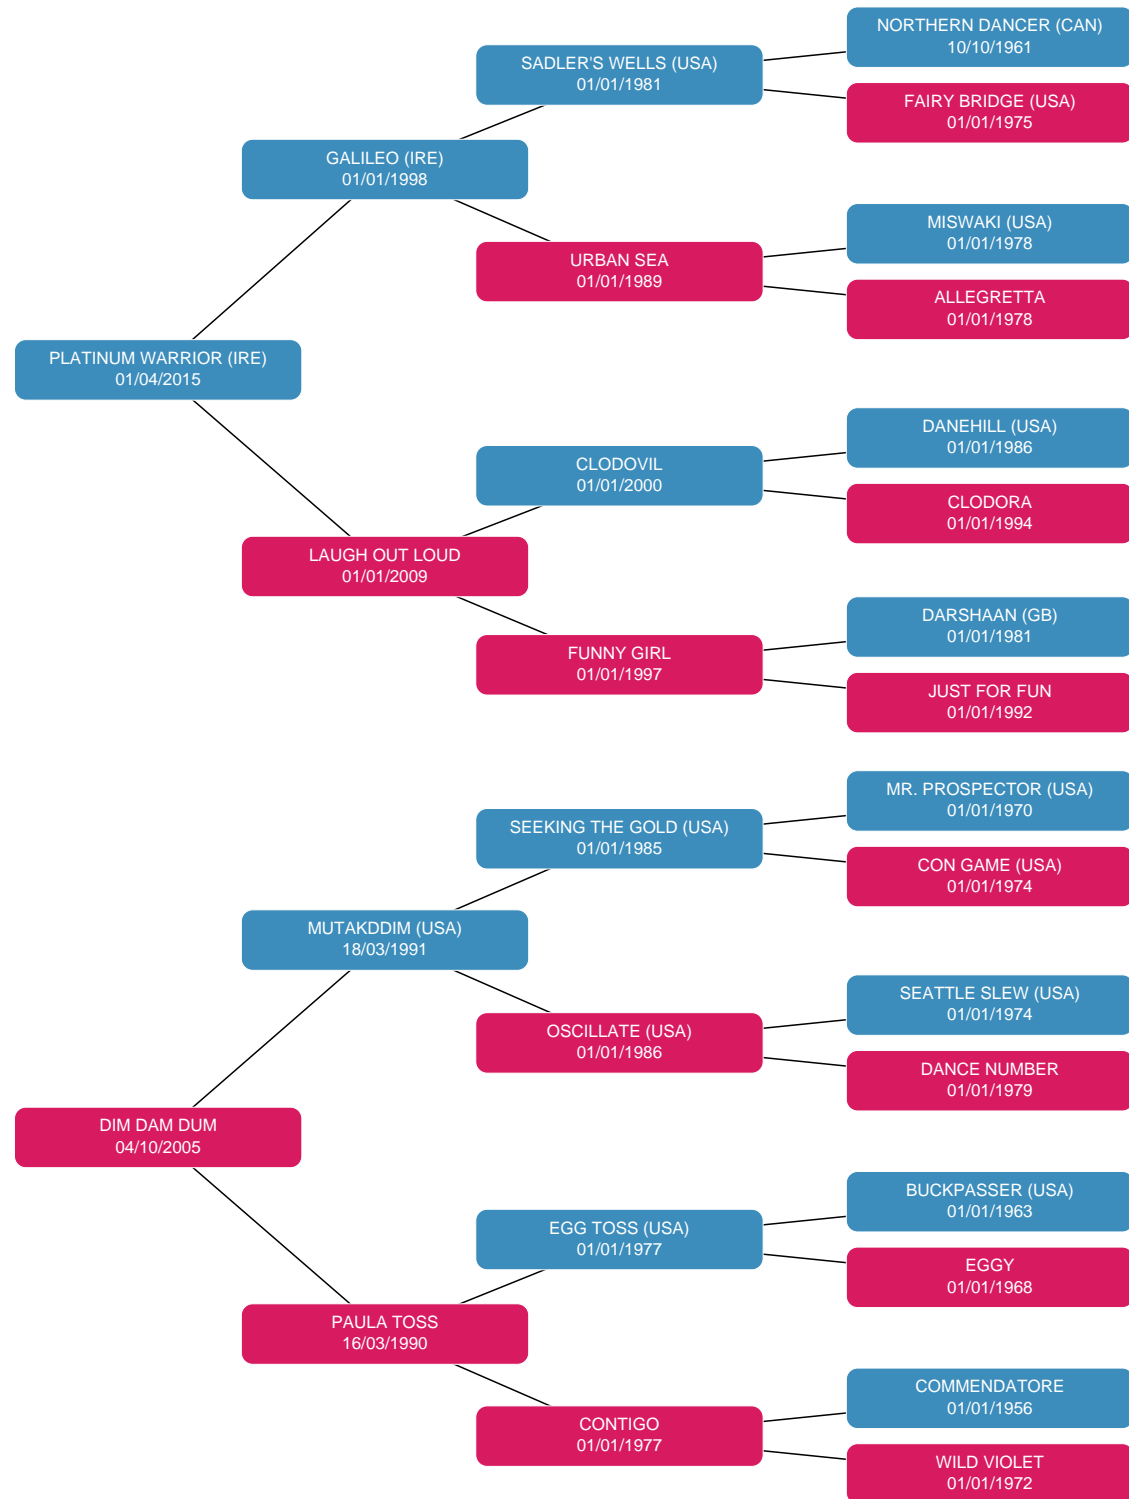 NORTHERN DANCER (CAN)
10/10/1961
SADLER'S WELLS (USA)
01/01/1981
FAIRY BRIDGE (USA)
01/01/1975
GALILEO (IRE)
01/01/1998
MISWAKI (USA)
01/01/1978
URBAN SEA
01/01/1989
ALLEGRETTA
01/01/1978
PLATINUM WARRIOR (IRE)
01/04/2015
DANEHILL (USA)
01/01/1986
CLODOVIL
01/01/2000
CLODORA
01/01/1994
LAUGH OUT LOUD
01/01/2009
DARSHAAN (GB)
01/01/1981
FUNNY GIRL
01/01/1997
JUST FOR FUN
01/01/1992
MR. PROSPECTOR (USA)
01/01/1970
SEEKING THE GOLD (USA)
01/01/1985
CON GAME (USA)
01/01/1974
MUTAKDDIM (USA)
18/03/1991
SEATTLE SLEW (USA)
01/01/1974
OSCILLATE (USA)
01/01/1986
DANCE NUMBER
01/01/1979
DIM DAM DUM
04/10/2005
BUCKPASSER (USA)
01/01/1963
EGG TOSS (USA)
01/01/1977
EGGY
01/01/1968
PAULA TOSS
16/03/1990
COMMENDATORE
01/01/1956
CONTIGO
01/01/1977
WILD VIOLET
01/01/1972